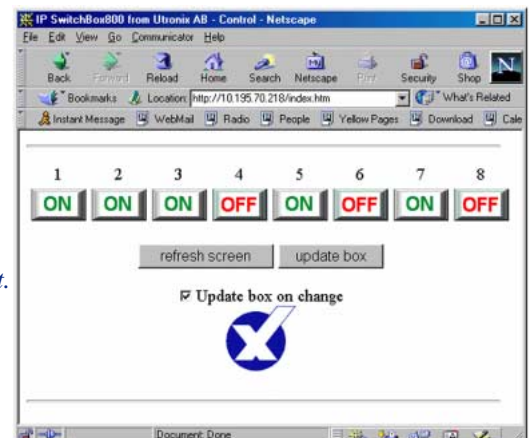 IP SwitchBox800 from Utronix AB - Control - Netscape
File Edit View Go Communicator Help
Back Forward Reload Home Search Netscape Print Security Shop N
Bookmarks Location: http://10.195.70.218/index.htm What's Related
Instant Message WebMail Radio People Yellow Pages Download Cale
1 2 3 4 5 6 7 8
ON ON ON OFF ON OFF ON OFF
refresh screen update box
t.
Update box on change
Document: Done